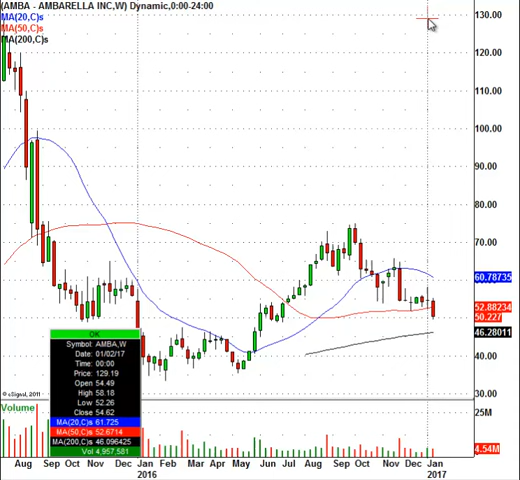 (AMBA - AMBARELLA INC,W) Dynamic,0:00-24:00
MA(20,C)s
MA(50,C)s
MA(200,C)s
130.00
120.00
110.00
100.00
90.00
80.00
70.00
60.78735
52.88234
50.227
46.28011
40.00
30.00
OK
Symbol: AMBA,W
Date: 01/02/17
Time: 00:00
Price: 129.19
Open 54.49
High 58.18
Low 52.26
Close 54.62
MA(20,C)s 61.725
MA(50,C)s 52.6714
MA(200,C)s 46.096425
Vol 4,957,581
© eSignal, 2011
Volume
25M
4.54M
Aug Sep Oct Nov Dec Jan Feb Mar Apr May Jun Jul Aug Sep Oct Nov Dec Jan
2016 2017